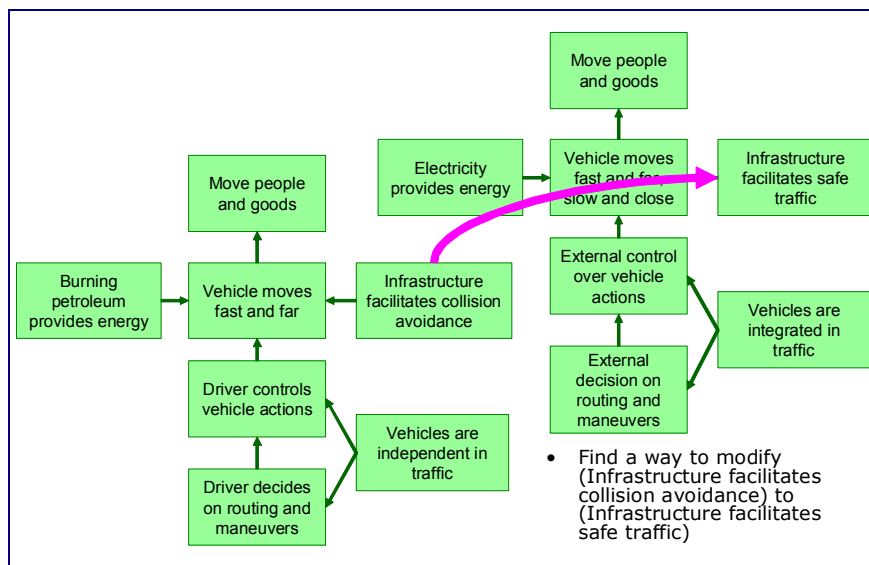 Move people
and goods
Electricity
provides energy
Vehicle moves
fast and far,
slow and close
Infrastructure
facilitates safe
traffic
Move people
and goods
Burning
petroleum
provides energy
Vehicle moves
fast and far
Infrastructure
facilitates collision
avoidance
External control
over vehicle
actions
Vehicles are
integrated in
traffic
External
decision on
routing and
maneuvers
Driver controls
vehicle actions
Vehicles are
independent in
traffic
Driver decides
on routing and
maneuvers
• Find a way to modify
(Infrastructure facilitates
collision avoidance) to
(Infrastructure facilitates
safe traffic)